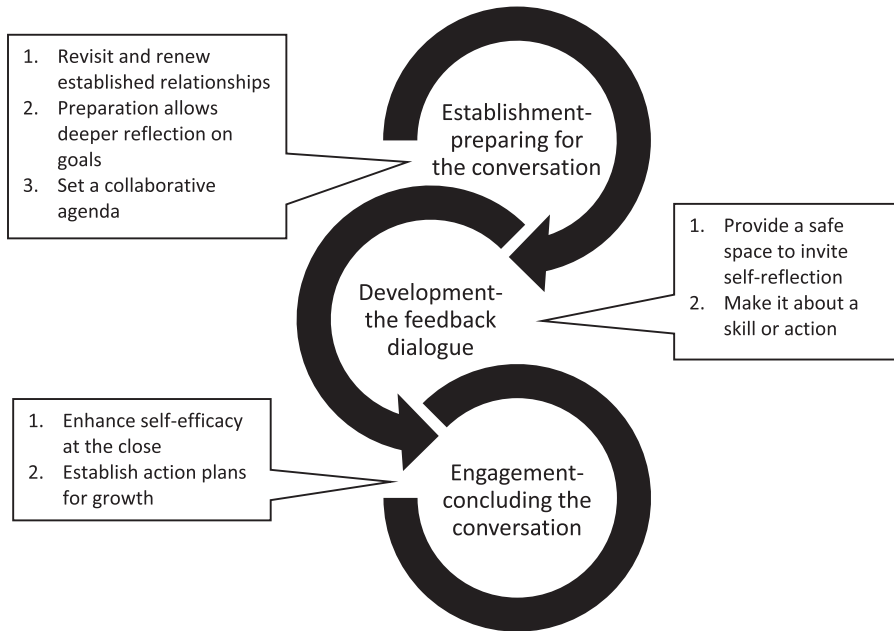 1. Revisit and renew
established relationships
2. Preparation allows
deeper reflection on
goals
3. Set a collaborative
agenda
Establishment-
preparing for
the conversation
1. Provide a safe
space to invite
self-reflection
2. Make it about a
skill or action
Development-
the feedback
dialogue
1. Enhance self-efficacy
at the close
2. Establish action plans
for growth
Engagement-
concluding the
conversation